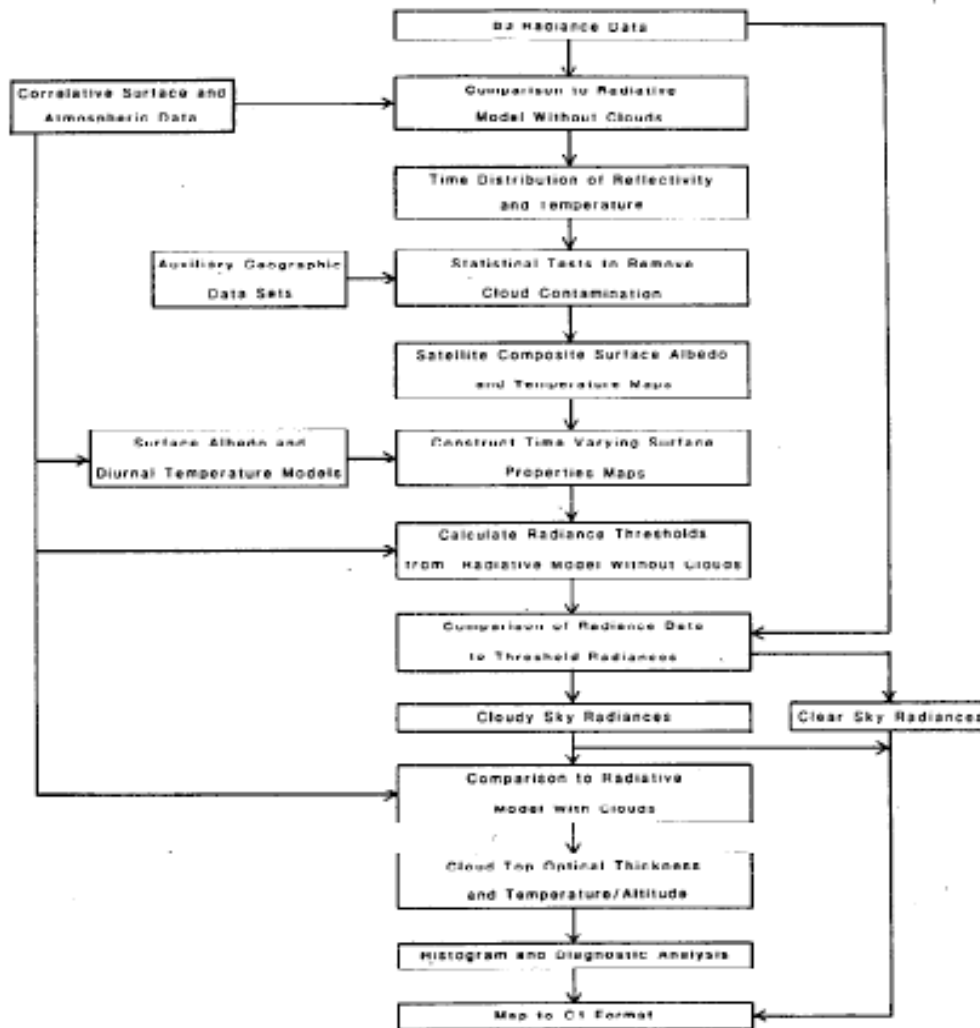 B3 Radiance Data
Correlative Surface and
Atmospheric Data
Comparison to Radiative
Model Without Clouds
Time Distribution of Reflectivity
and Temperature
Auxiliary Geographic
Data Sets
Statistical Tests to Remove
Cloud Contamination
Satellite Composite Surface Albedo
and Temperature Maps
Surface Albedo and
Diurnal Temperature Models
Construct Time Varying Surface
Properties Maps
Calculate Radiance Thresholds
from Radiative Model Without Clouds
Comparison of Radiance Data
to Threshold Radiances
Cloudy Sky Radiances
Clear Sky Radiances
Comparison to Radiative
Model With Clouds
Cloud Top Optical Thickness
and Temperature/Altitude
Histogram and Diagnostic Analysis
Map to C1 Format